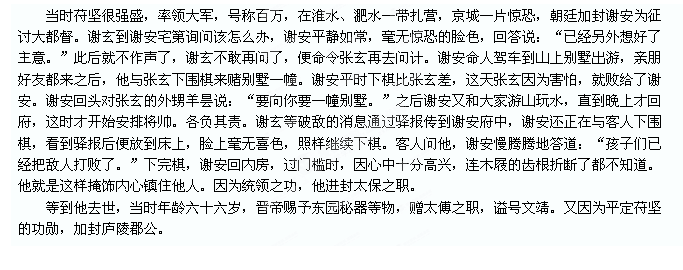 当时苻坚很强盛，率领大军，号称百万，在淮水、淝水一带扎营，京城一片惊恐，朝廷加封谢安为征
讨大都督。谢玄到谢安宅第询问该怎么办，谢安平静如常，毫无惊恐的脸色，回答说：“已经另外想好了
主意。”此后就不作声了，谢玄不敢再问了，便命令张玄再去问计。谢安命人驾车到山上别墅出游，亲朋
好友都来之后，他与张玄下围棋来赌别墅一幢。谢安平时下棋比张玄差，这天张玄因为害怕，就败给了谢
安。谢安回头对张玄的外甥羊昙说：“要向你要一幢别墅。”之后谢安又和大家游山玩水，直到晚上才回
府，这时才开始安排将帅。各负其责。谢玄等破敌的消息通过驿报传到谢安府中，谢安还正在与客人下围
棋，看到驿报后便放到床上，脸上毫无喜色，照样继续下棋。客人问他，谢安慢腾腾地答道：“孩子们已
经把敌人打败了。”下完棋，谢安回内房，过门槛时，因心中十分高兴，连木屐的齿根折断了都不知道。
他就是这样掩饰内心镇住他人。因为统领之功，他进封太保之职。
等到他去世，当时年龄六十六岁，晋帝赐予东园秘器等物，赠太傅之职，谥号文靖。又因为平定苻坚
的功勋，加封庐陵郡公。